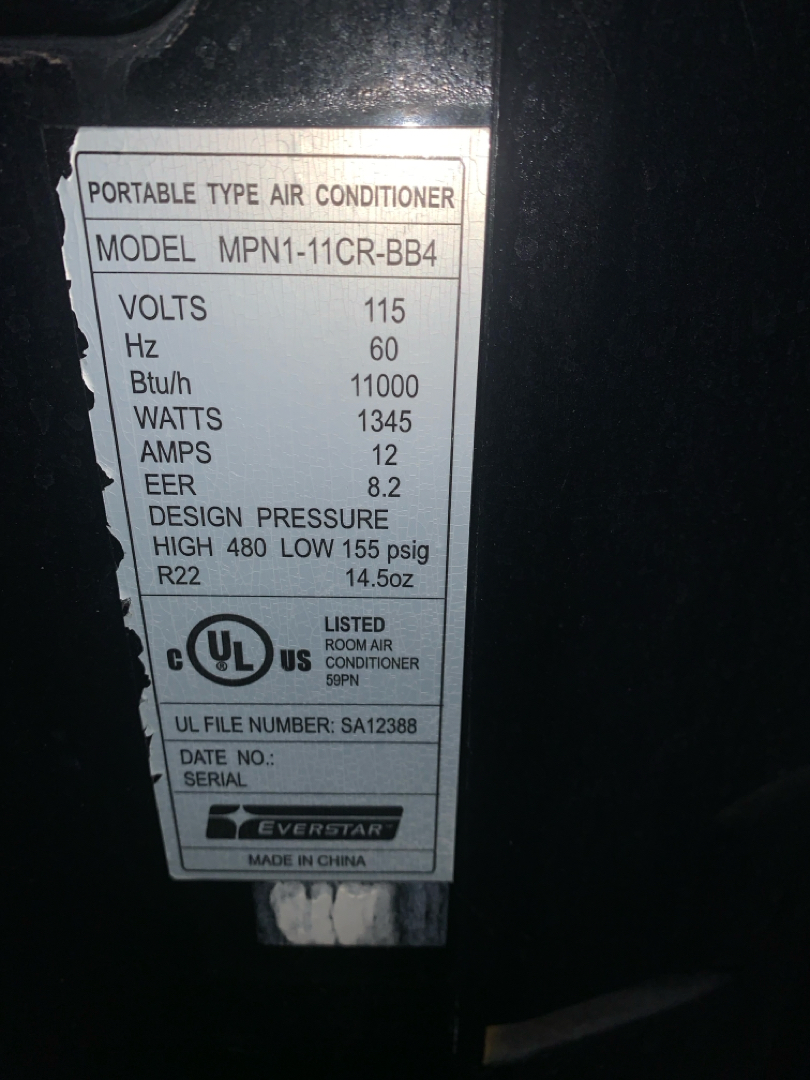 PORTABLE TYPE AIR CONDITIONER
MODEL MPN1-11CR-BB4
VOLTS 115
Hz 60
Btu/h 11000
WATTS 1345
AMPS 12
EER 8.2
DESIGN PRESSURE
HIGH 480 LOW 155 psig
R22 14.5oz
C UL ® US
LISTED
ROOM AIR
CONDITIONER
59PN
UL FILE NUMBER: SA12388
DATE NO.:
SERIAL
EVERSTAR™
MADE IN CHINA